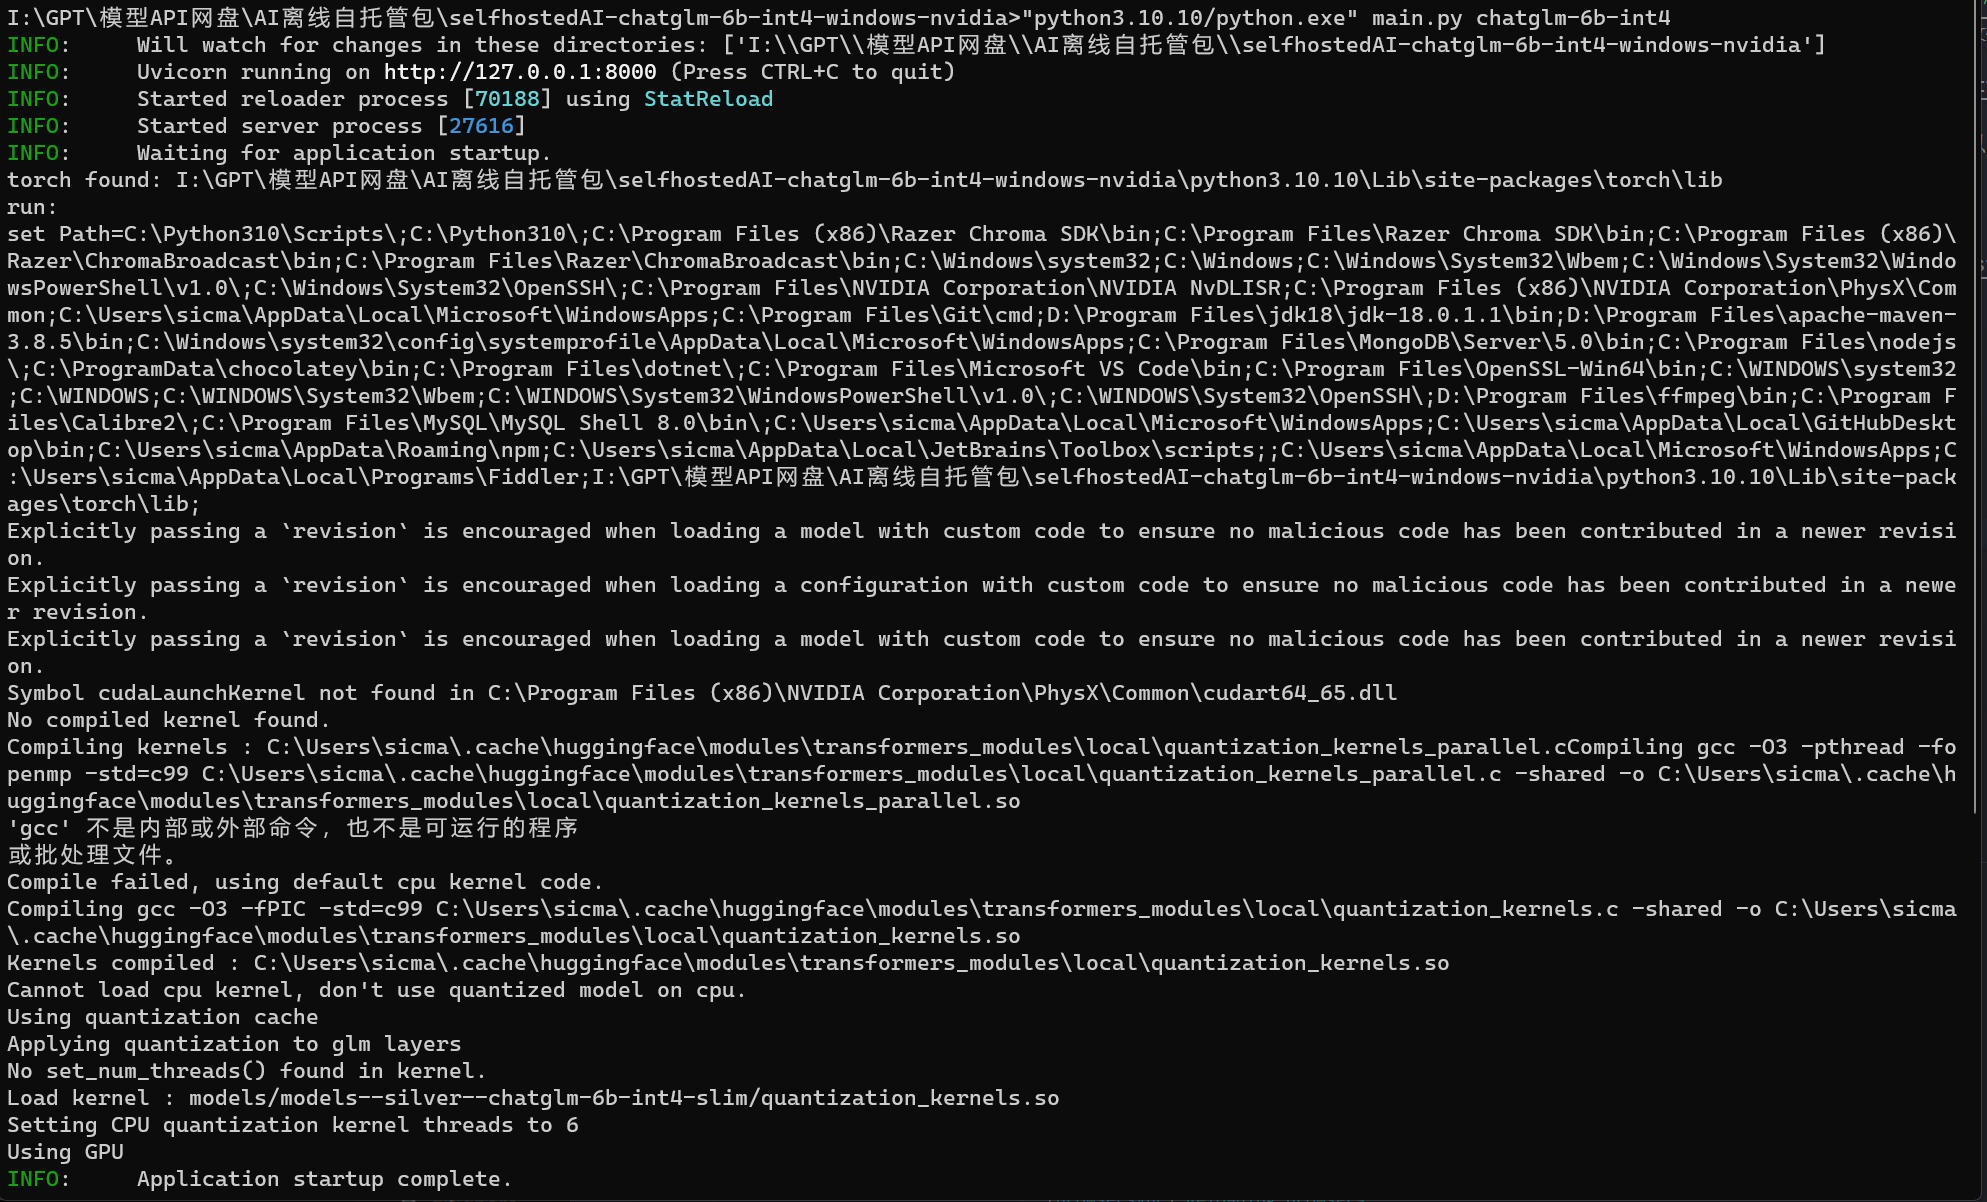 I:\GPT\模型API网盘\AI离线自托管包\selfhostedAI-chatglm-6b-int4-windows-nvidia>"python3.10.10/python.exe" main.py chatglm-6b-int4
INFO:     Will watch for changes in these directories: ['I:\\GPT\\模型API网盘\\AI离线自托管包\\selfhostedAI-chatglm-6b-int4-windows-nvidia']
INFO:     Uvicorn running on http://127.0.0.1:8000 (Press CTRL+C to quit)
INFO:     Started reloader process [70188] using StatReload
INFO:     Started server process [27616]
INFO:     Waiting for application startup.
torch found: I:\GPT\模型API网盘\AI离线自托管包\selfhostedAI-chatglm-6b-int4-windows-nvidia\python3.10.10\Lib\site-packages\torch\lib
run:
set Path=C:\Python310\Scripts\;C:\Python310\;C:\Program Files (x86)\Razer Chroma SDK\bin;C:\Program Files\Razer Chroma SDK\bin;C:\Program Files (x86)\
Razer\ChromaBroadcast\bin;C:\Program Files\Razer\ChromaBroadcast\bin;C:\Windows\system32;C:\Windows;C:\Windows\System32\Wbem;C:\Windows\System32\Windo
wsPowerShell\v1.0\;C:\Windows\System32\OpenSSH\;C:\Program Files\NVIDIA Corporation\NVIDIA NvDLISR;C:\Program Files (x86)\NVIDIA Corporation\PhysX\Com
mon;C:\Users\sicma\AppData\Local\Microsoft\WindowsApps;C:\Program Files\Git\cmd;D:\Program Files\jdk18\jdk-18.0.1.1\bin;D:\Program Files\apache-maven-
3.8.5\bin;C:\Windows\system32\config\systemprofile\AppData\Local\Microsoft\WindowsApps;C:\Program Files\MongoDB\Server\5.0\bin;C:\Program Files\nodejs
\;C:\ProgramData\chocolatey\bin;C:\Program Files\dotnet\;C:\Program Files\Microsoft VS Code\bin;C:\Program Files\OpenSSL-Win64\bin;C:\WINDOWS\system32
;C:\WINDOWS;C:\WINDOWS\System32\Wbem;C:\WINDOWS\System32\WindowsPowerShell\v1.0\;C:\WINDOWS\System32\OpenSSH\;D:\Program Files\ffmpeg\bin;C:\Program F
iles\Calibre2\;C:\Program Files\MySQL\MySQL Shell 8.0\bin\;C:\Users\sicma\AppData\Local\Microsoft\WindowsApps;C:\Users\sicma\AppData\Local\GitHubDeskt
op\bin;C:\Users\sicma\AppData\Roaming\npm;C:\Users\sicma\AppData\Local\JetBrains\Toolbox\scripts;;C:\Users\sicma\AppData\Local\Microsoft\WindowsApps;C
:\Users\sicma\AppData\Local\Programs\Fiddler;I:\GPT\模型API网盘\AI离线自托管包\selfhostedAI-chatglm-6b-int4-windows-nvidia\python3.10.10\Lib\site-pack
ages\torch\lib;
Explicitly passing a `revision` is encouraged when loading a model with custom code to ensure no malicious code has been contributed in a newer revisi
on.
Explicitly passing a `revision` is encouraged when loading a configuration with custom code to ensure no malicious code has been contributed in a newe
r revision.
Explicitly passing a `revision` is encouraged when loading a model with custom code to ensure no malicious code has been contributed in a newer revisi
on.
Symbol cudaLaunchKernel not found in C:\Program Files (x86)\NVIDIA Corporation\PhysX\Common\cudart64_65.dll
No compiled kernel found.
Compiling kernels : C:\Users\sicma\.cache\huggingface\modules\transformers_modules\local\quantization_kernels_parallel.cCompiling gcc -O3 -pthread -fo
penmp -std=c99 C:\Users\sicma\.cache\huggingface\modules\transformers_modules\local\quantization_kernels_parallel.c -shared -o C:\Users\sicma\.cache\h
uggingface\modules\transformers_modules\local\quantization_kernels_parallel.so
'gcc' 不是内部或外部命令，也不是可运行的程序
或批处理文件。
Compile failed, using default cpu kernel code.
Compiling gcc -O3 -fPIC -std=c99 C:\Users\sicma\.cache\huggingface\modules\transformers_modules\local\quantization_kernels.c -shared -o C:\Users\sicma
\.cache\huggingface\modules\transformers_modules\local\quantization_kernels.so
Kernels compiled : C:\Users\sicma\.cache\huggingface\modules\transformers_modules\local\quantization_kernels.so
Cannot load cpu kernel, don't use quantized model on cpu.
Using quantization cache
Applying quantization to glm layers
No set_num_threads() found in kernel.
Load kernel : models/models--silver--chatglm-6b-int4-slim/quantization_kernels.so
Setting CPU quantization kernel threads to 6
Using GPU
INFO:     Application startup complete.